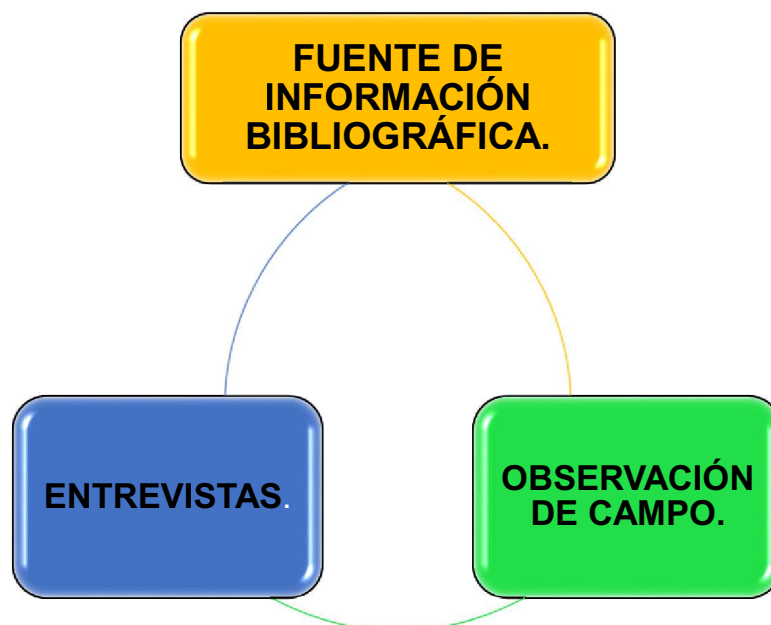 FUENTE DE
INFORMACIÓN
BIBLIOGRÁFICA.
ENTREVISTAS.
OBSERVACIÓN
DE CAMPO.